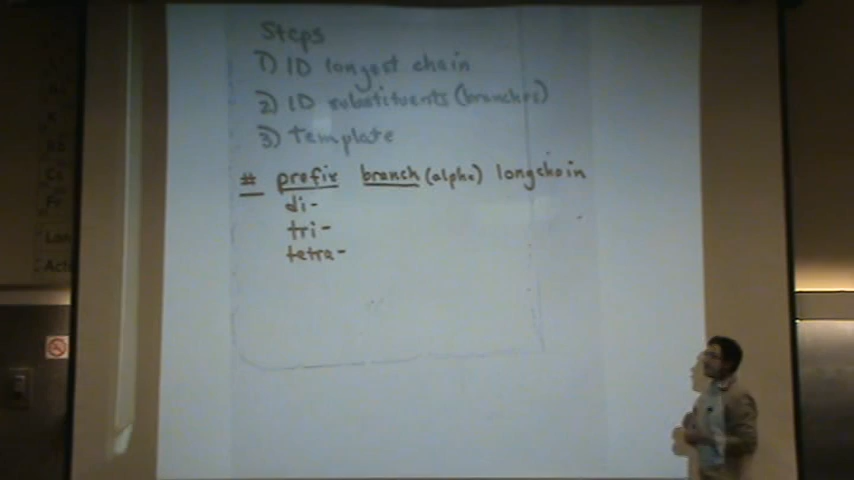 Steps
1) ID longest chain
2) ID substituents (branches)
3) Template
# prefix branch (alpha) longchain
di-
tri-
tetra-